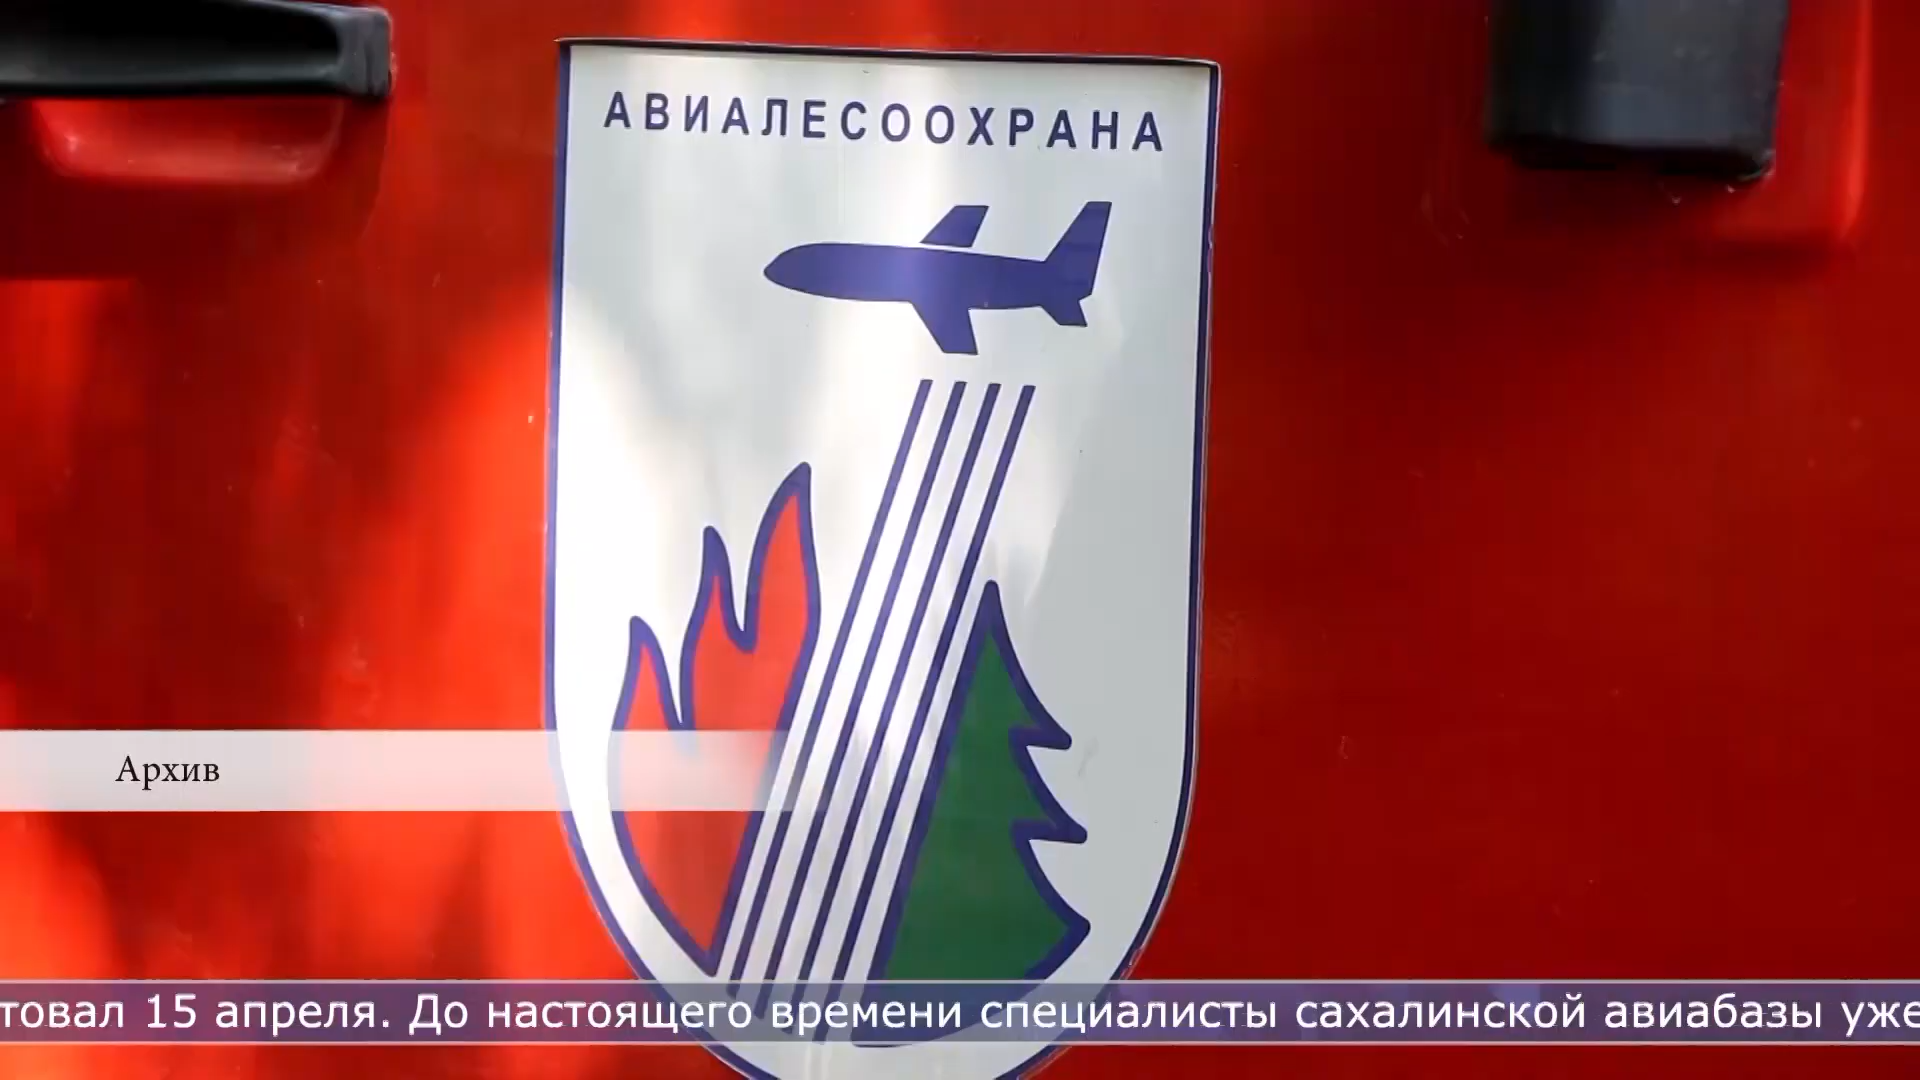 АВИАЛЕСООХРАНА
Архив
товал 15 апреля. До настоящего времени специалисты сахалинской авиабазы уже